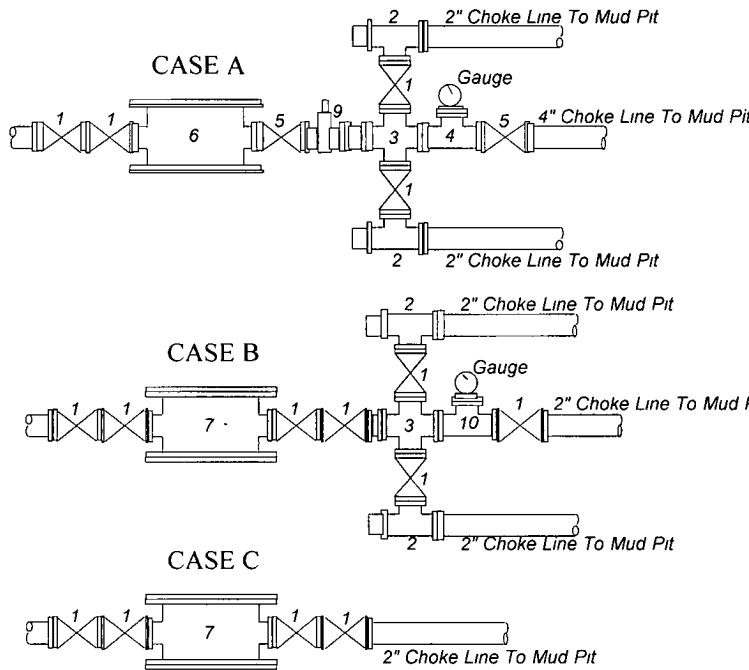 2 2" Choke Line To Mud Pit
CASE A
Gauge
1
9
1 1 5 4" Choke Line To Mud Pit
6 3 4 5
1
2 2" Choke Line To Mud Pit
2 2" Choke Line To Mud Pit
CASE B
Gauge
1
1 1 1 1 1 2" Choke Line To Mud P
7 3 10
1
2 2" Choke Line To Mud Pit
CASE C
1 1 1 1
7
2" Choke Line To Mud Pit